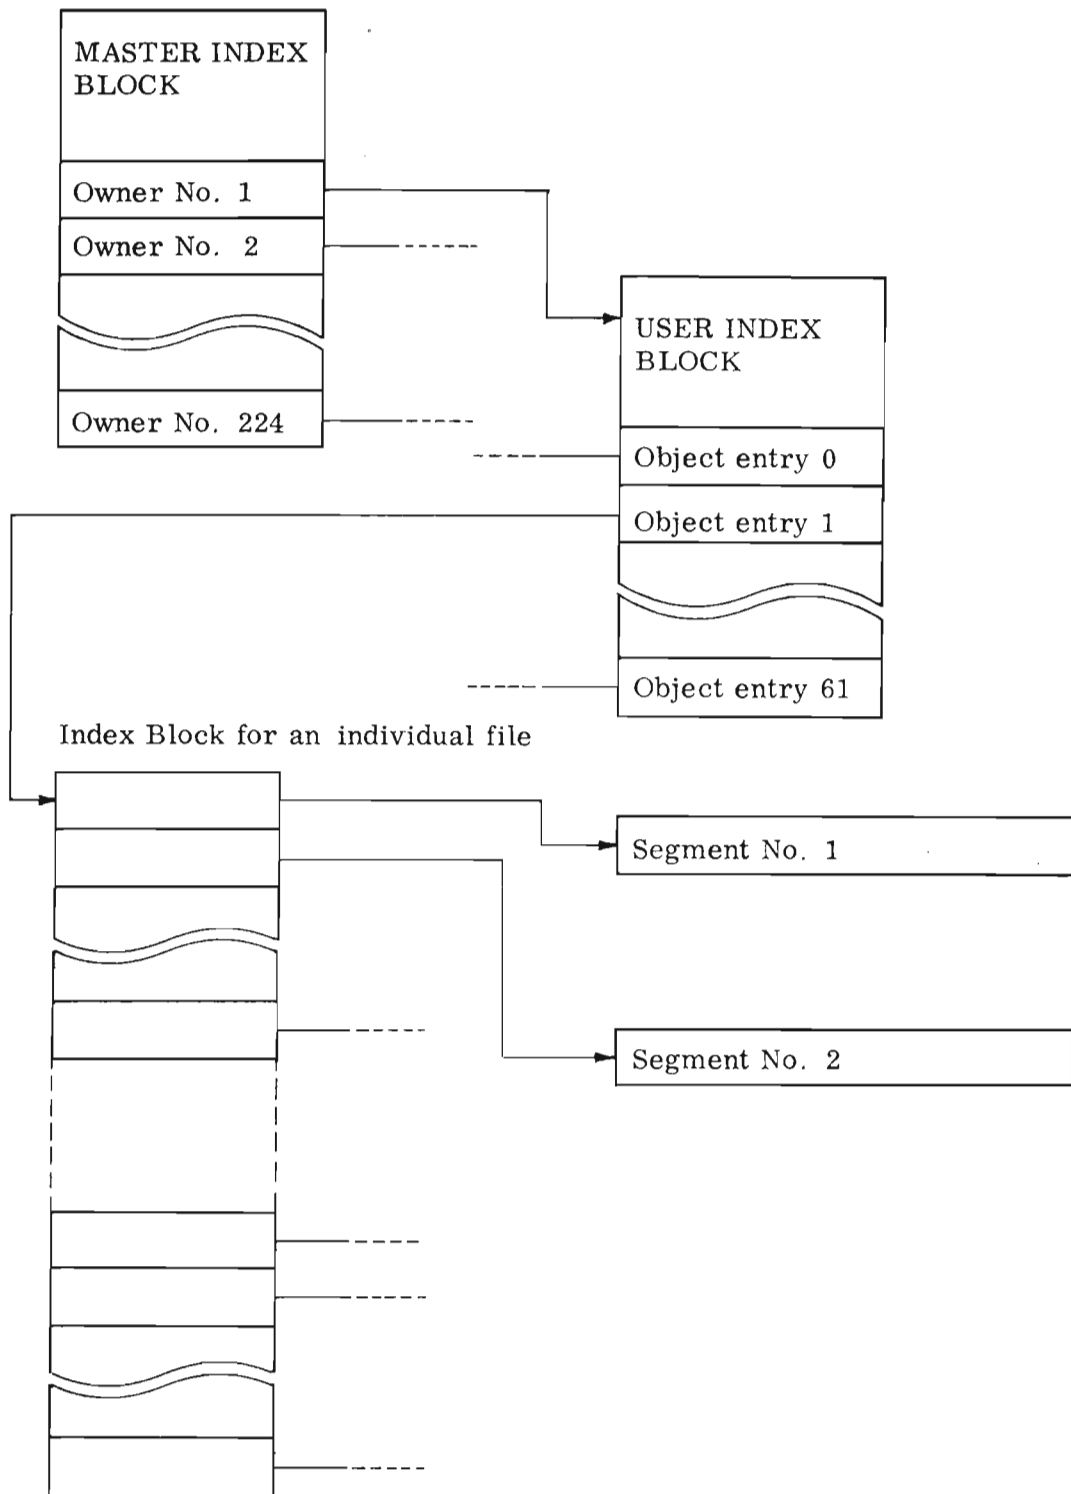 MASTER INDEX
BLOCK
Owner No. 1
Owner No. 2
Owner No. 224
USER INDEX
BLOCK
Object entry 0
Object entry 1
Object entry 61
Index Block for an individual file
Segment No. 1
Segment No. 2